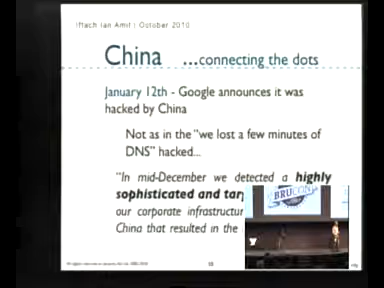 Iftach Ian Amit | October 2010
China ...connecting the dots
January 12th - Google announces it was
hacked by China
Not as in the "we lost a few minutes of
DNS" hacked...
"In mid-December we detected a highly
sophisticated and tar
our corporate infrastructur
China that resulted in the
BRUCON